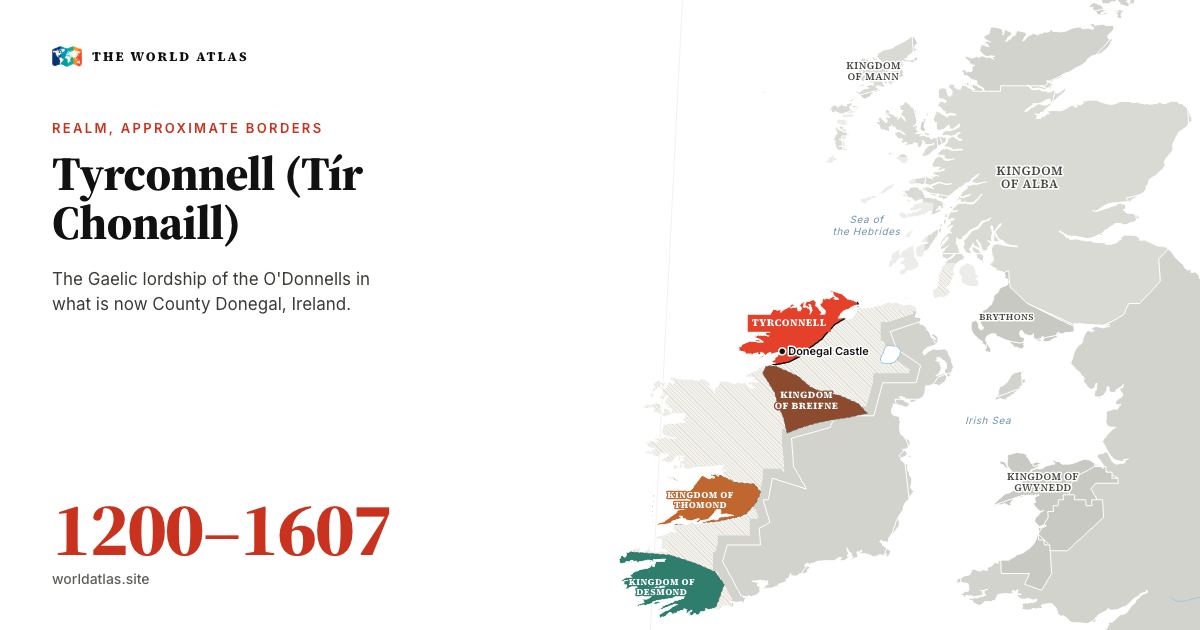 THE WORLD ATLAS
REALM, APPROXIMATE BORDERS
Tyrconnell (Tír
Chonaill)
The Gaelic lordship of the O'Donnells in
what is now County Donegal, Ireland.
1200–1607
worldatlas.site
KINGDOM
OF MANN
KINGDOM
OF ALBA
Sea of
the Hebrides
TYRCONNELL
BRYTHONS
Donegal Castle
KINGDOM
OF BREIFNE
Irish Sea
KINGDOM OF
GWYNEDD
KINGDOM OF
THOMOND
KINGDOM OF
DESMOND